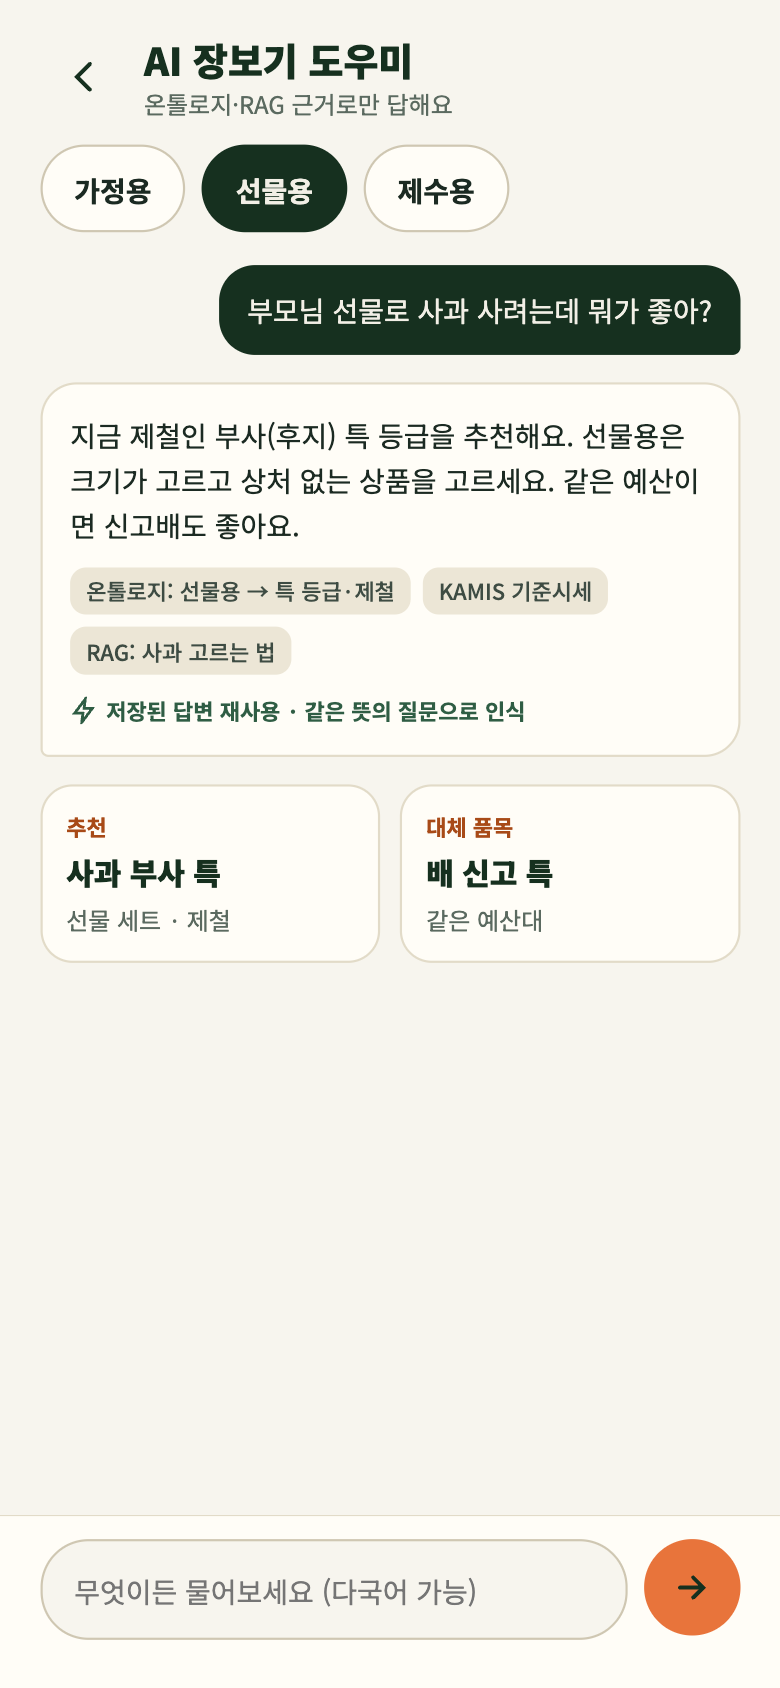 AI 장보기 도우미
온톨로지·RAG 근거로만 답해요
가정용 선물용 제수용
부모님 선물로 사과 사려는데 뭐가 좋아?
지금 제철인 부사(후지) 특 등급을 추천해요. 선물용은
크기가 고르고 상처 없는 상품을 고르세요. 같은 예산이
면 신고배도 좋아요.
온톨로지: 선물용 → 특 등급·제철 KAMIS 기준시세
RAG: 사과 고르는 법
저장된 답변 재사용 · 같은 뜻의 질문으로 인식
추천
사과 부사 특
선물 세트 · 제철
대체 품목
배 신고 특
같은 예산대
무엇이든 물어보세요 (다국어 가능)